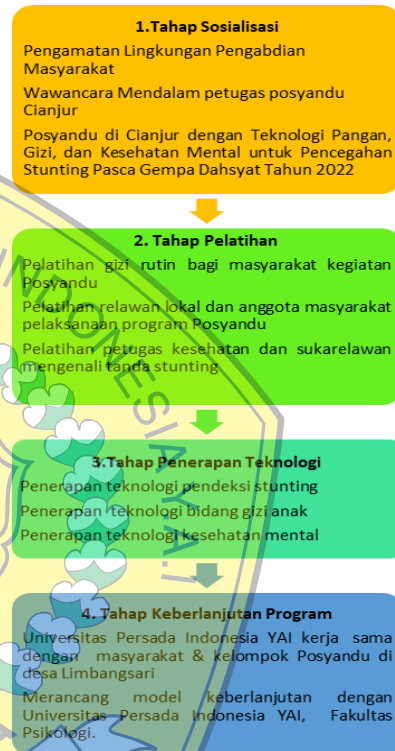 1.Tahap Sosialisasi
Pengamatan Lingkungan Pengabdian
Masyarakat
Wawancara Mendalam petugas posyandu
Cianjur
Posyandu di Cianjur dengan Teknologi Pangan,
Gizi, dan Kesehatan Mental untuk Pencegahan
Stunting Pasca Gempa Dahsyat Tahun 2022
2. Tahap Pelatihan
Pelatihan gizi rutin bagi masyarakat kegiatan
Posyandu
Pelatihan relawan lokal dan anggota masyarakat
pelaksanaan program Posyandu
Pelatihan petugas kesehatan dan sukarelawan
mengenali tanda stunting
3.Tahap Penerapan Teknologi
Penerapan teknologi pendeksi stunting
Penerapan teknologi bidang gizi anak
Penerapan teknologi kesehatan mental
4. Tahap Keberlanjutan Program
Universitas Persada Indonesia YAI kerja sama
dengan masyarakat & kelompok Posyandu di
desa Limbangsari
Merancang model keberlanjutan dengan
Universitas Persada Indonesia YAI, Fakultas
Psikologi.
INDONESIA Y.A.I